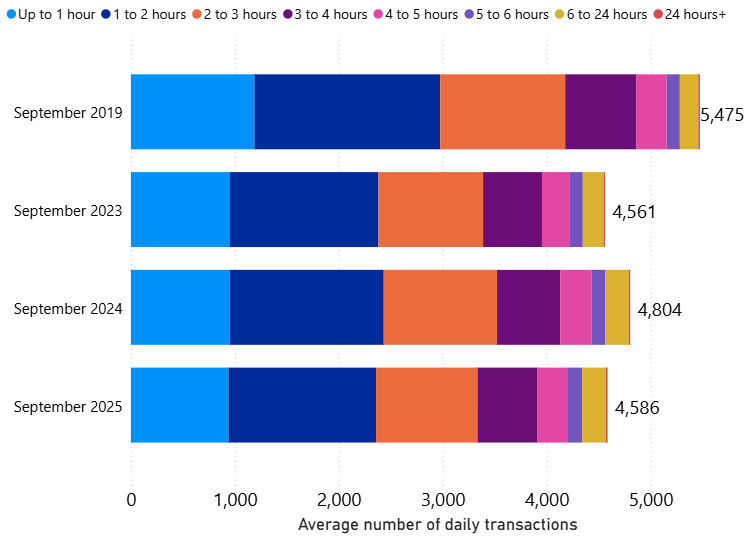 Up to 1 hour 1 to 2 hours 2 to 3 hours 3 to 4 hours 4 to 5 hours 5 to 6 hours 6 to 24 hours 24 hours+
September 2019 5,475
September 2023 4,561
September 2024 4,804
September 2025 4,586
0 1,000 2,000 3,000 4,000 5,000
Average number of daily transactions